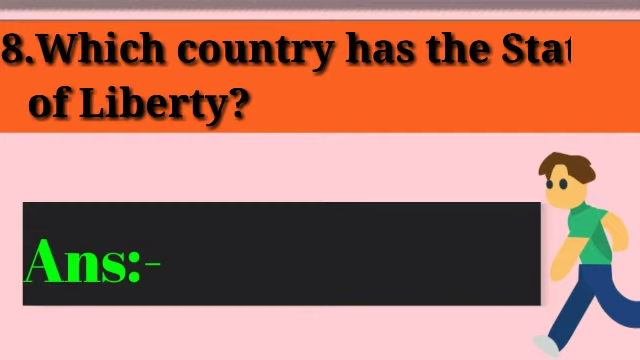 8.Which country has the Stat
of Liberty?
Ans:-